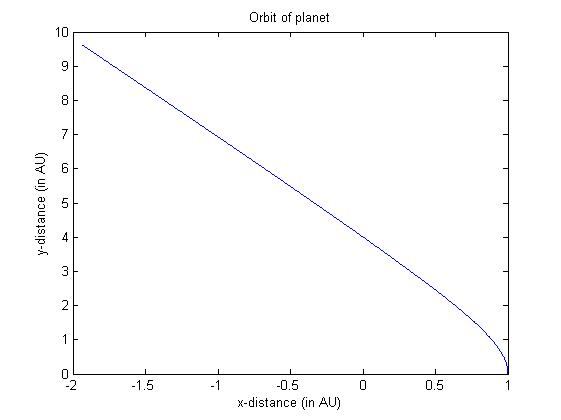 Orbit of planet
10
9
8
7
6
5
4
3
2
1
0
y-distance (in AU)
-2 -1.5 -1 -0.5 0 0.5 1
x-distance (in AU)